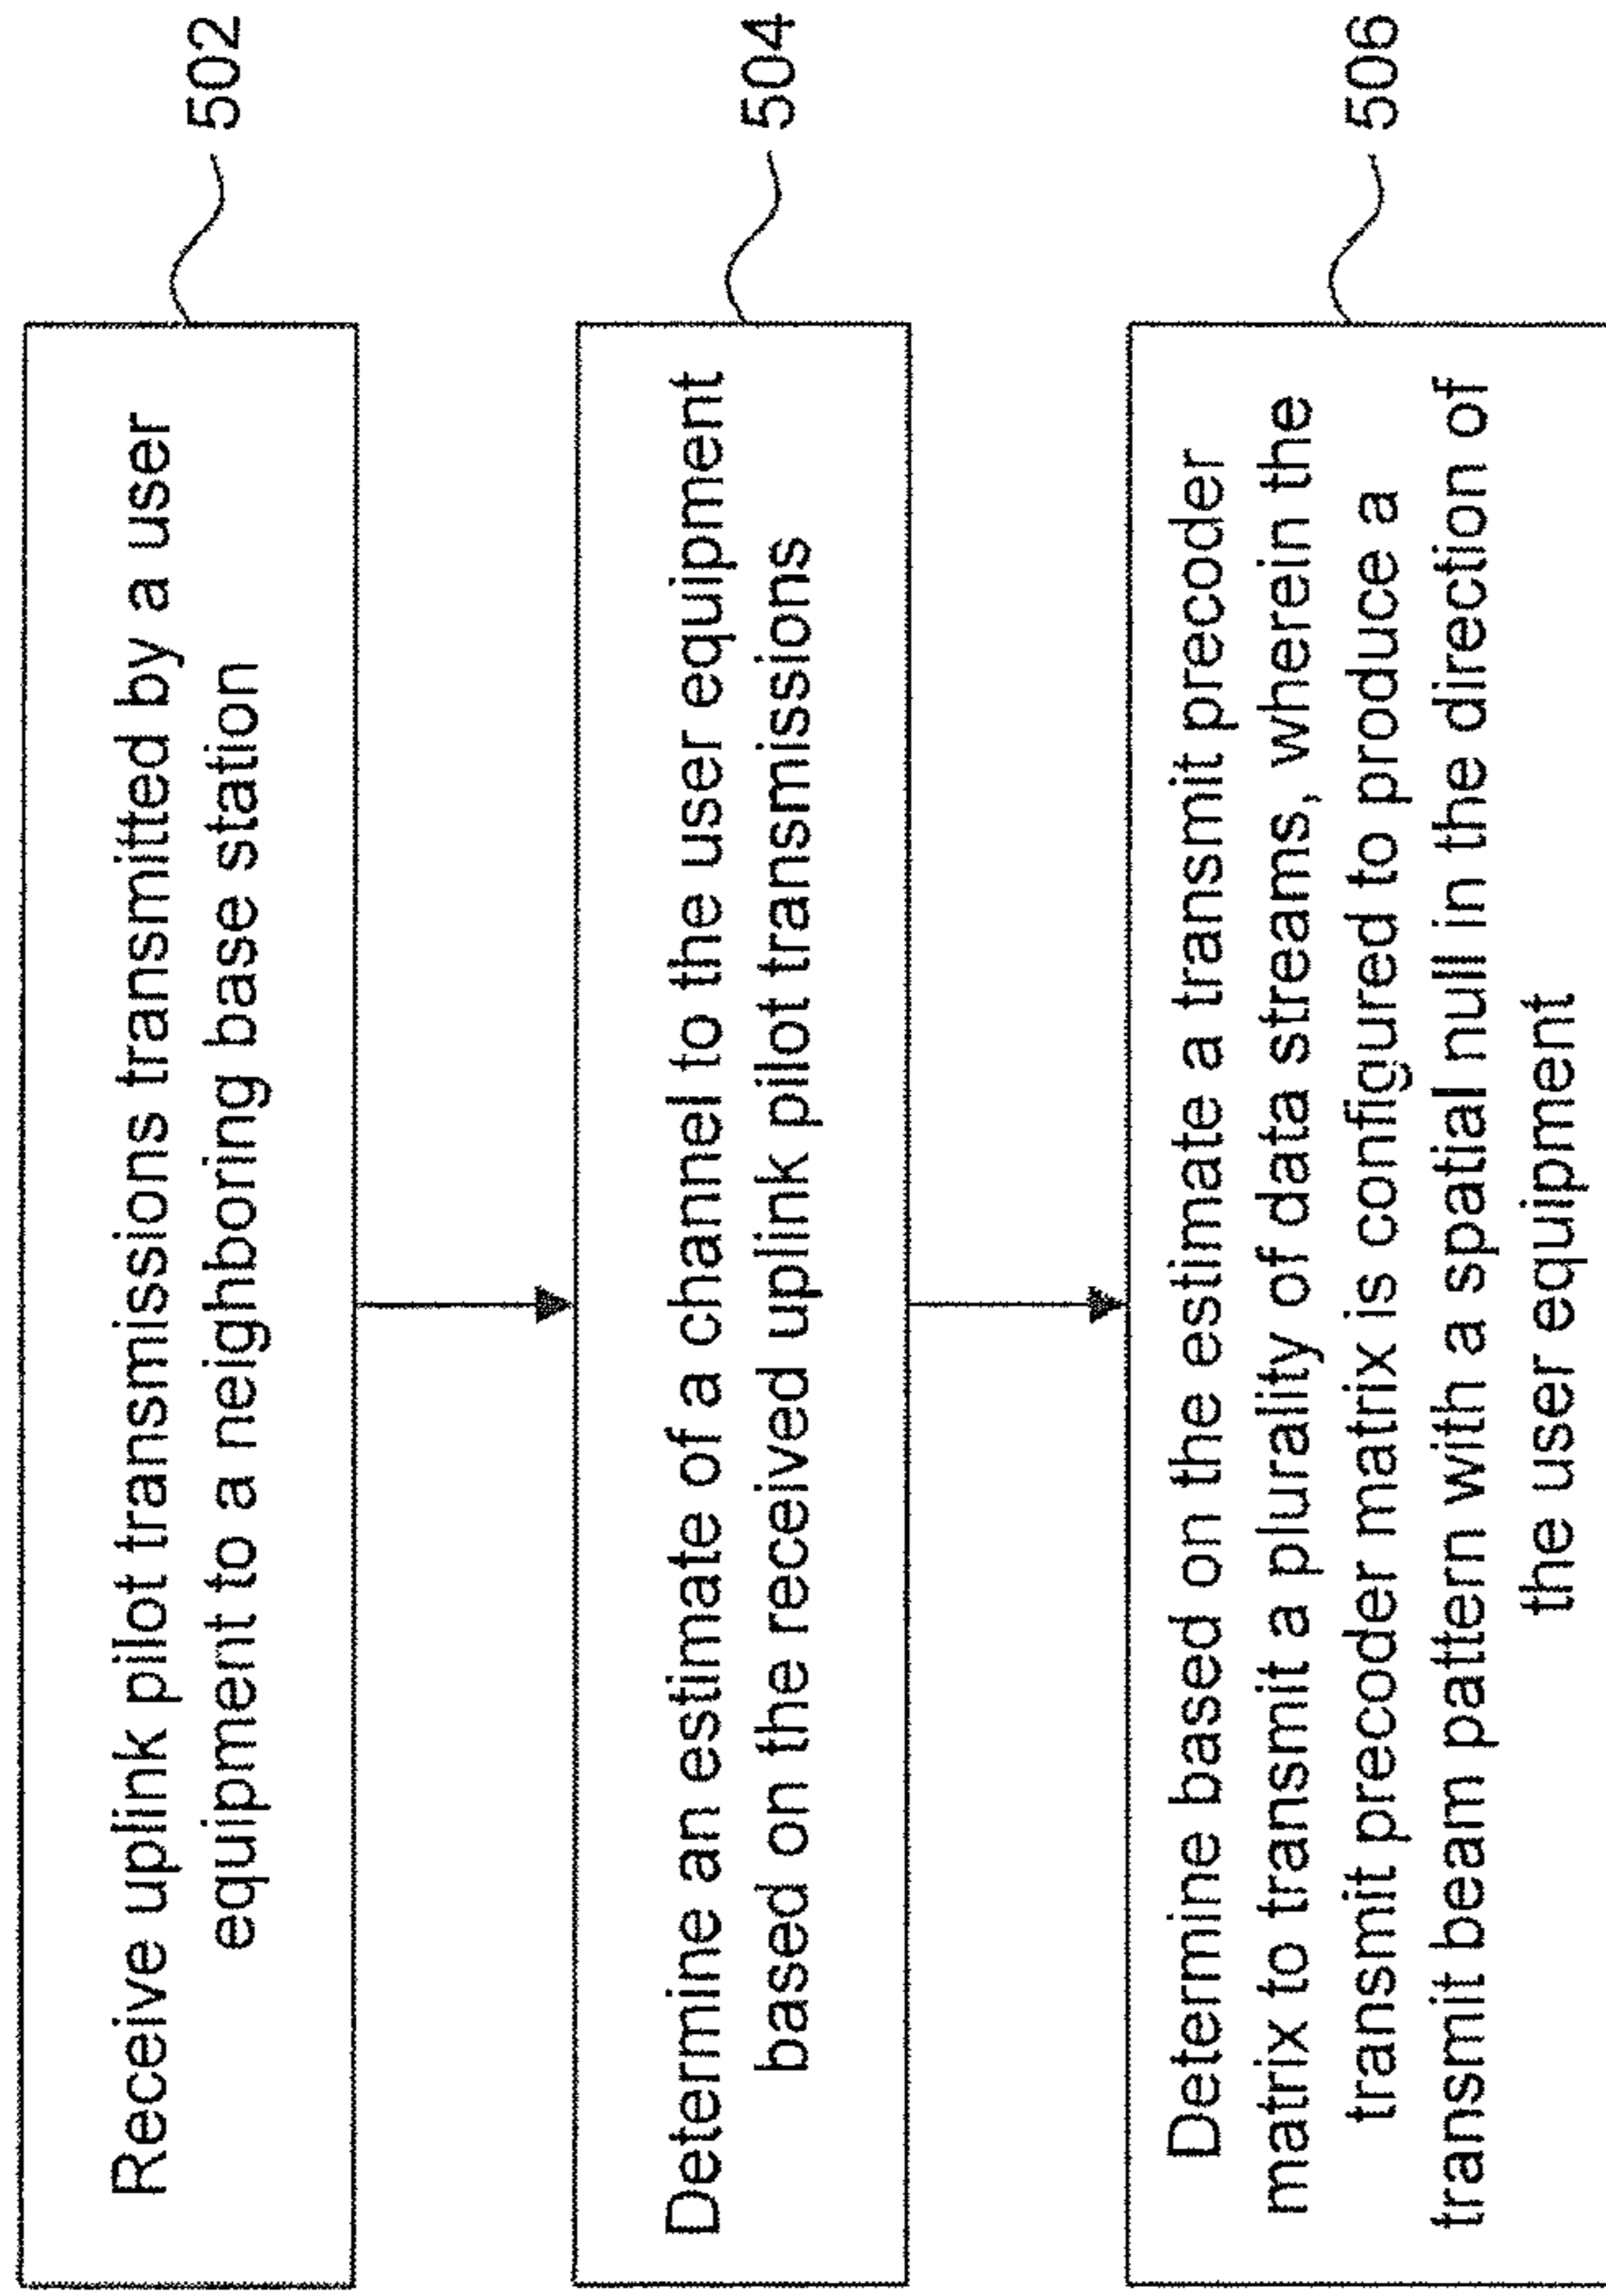 Receive uplink pilot transmissions transmitted by a user
equipment to a neighboring base station
502
Determine an estimate of a channel to the user equipment
based on the received uplink pilot transmissions
504
Determine based on the estimate a transmit precoder
matrix to transmit a plurality of data streams, wherein the
transmit precoder matrix is configured to produce a
transmit beam pattern with a spatial null in the direction of
the user equipment
506